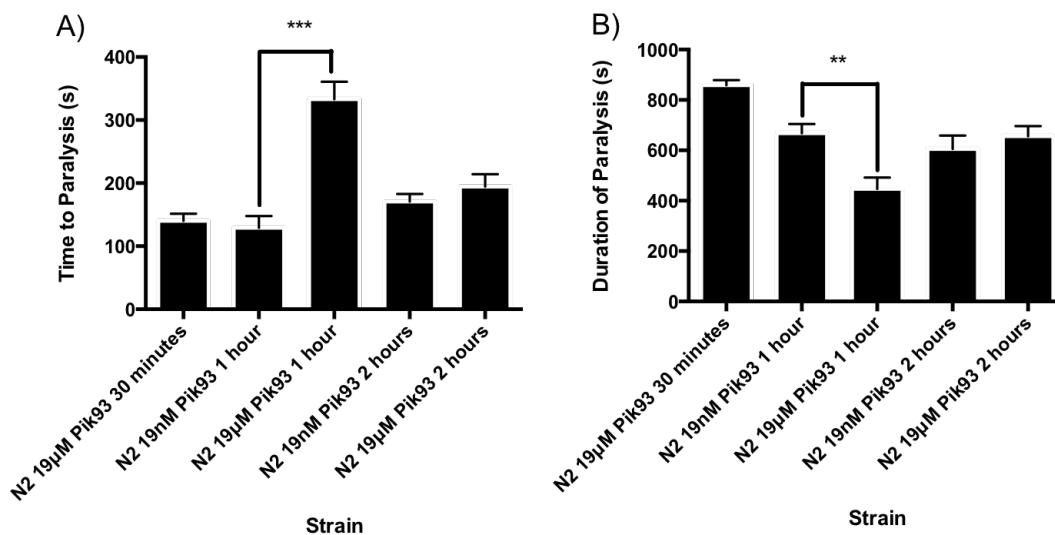 A)
***
Time to Paralysis (s)
400
300
200
100
0
N2 19µM Pik93 30 minutes
N2 19nM Pik93 1 hour
N2 19µM Pik93 1 hour
N2 19nM Pik93 2 hours
N2 19µM Pik93 2 hours
Strain
B)
**
Duration of Paralysis (s)
1000
800
600
400
200
0
N2 19µM Pik93 30 minutes
N2 19nM Pik93 1 hour
N2 19µM Pik93 1 hour
N2 19nM Pik93 2 hours
N2 19µM Pik93 2 hours
Strain